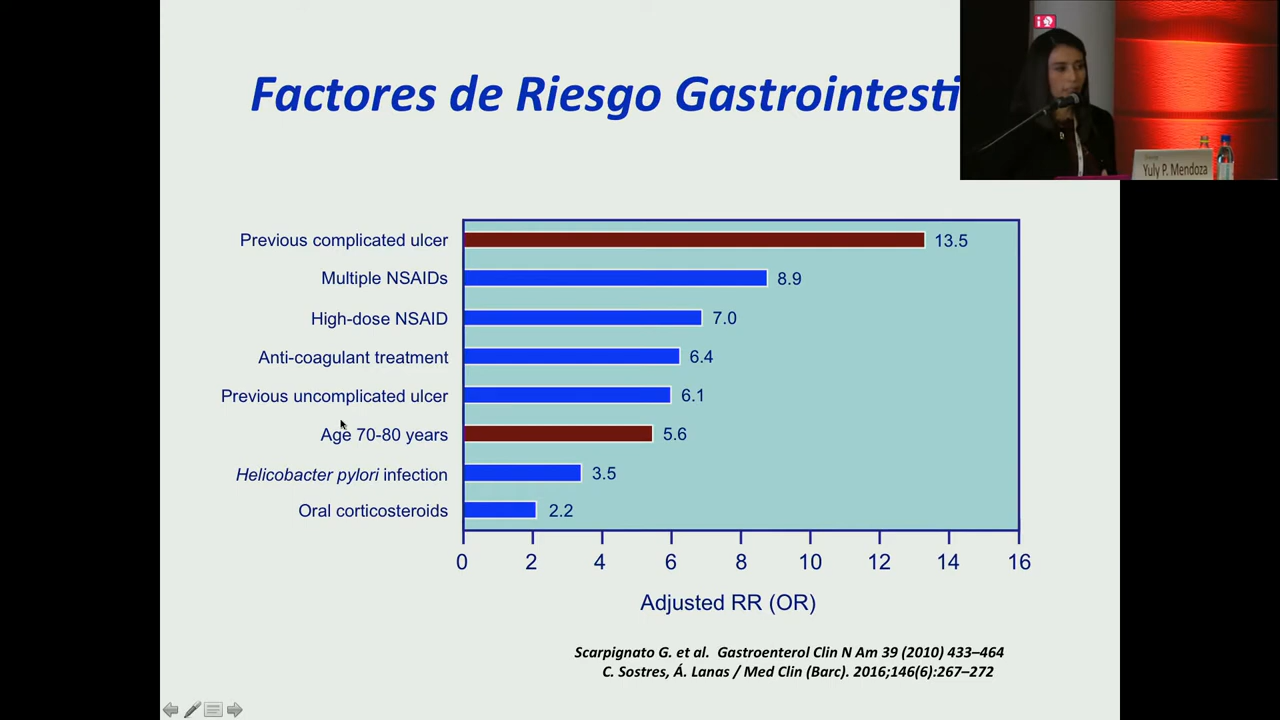 Factores de Riesgo Gastrointesti
Yuly P. Mendoza
Previous complicated ulcer 13.5
Multiple NSAIDs 8.9
High-dose NSAID 7.0
Anti-coagulant treatment 6.4
Previous uncomplicated ulcer 6.1
Age 70-80 years 5.6
Helicobacter pylori infection 3.5
Oral corticosteroids 2.2
0 2 4 6 8 10 12 14 16
Adjusted RR (OR)
Scarpignato G. et al. Gastroenterol Clin N Am 39 (2010) 433–464
C. Sostres, Á. Lanas / Med Clin (Barc). 2016;146(6):267–272